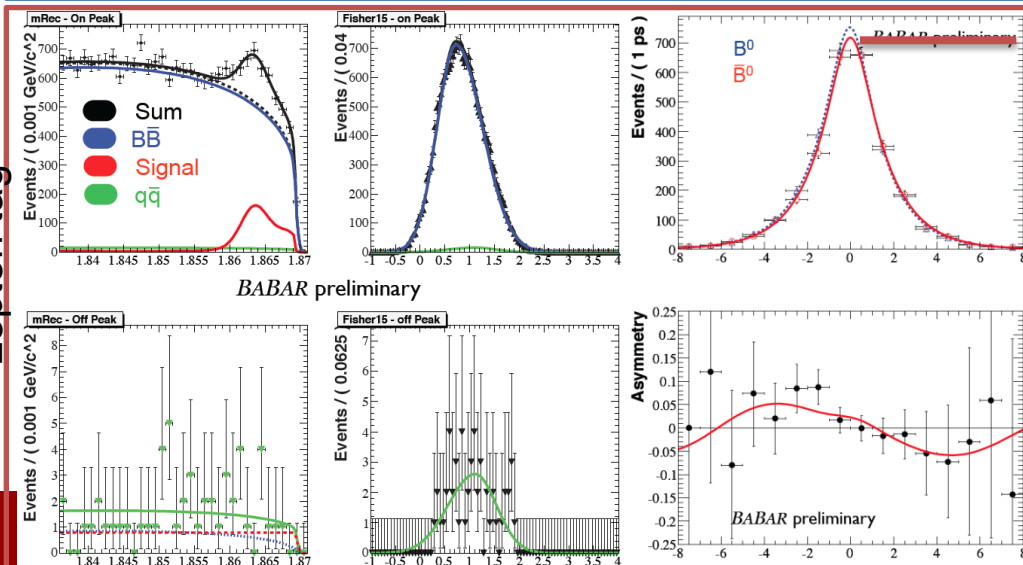 mRec - On Peak
Events / ( 0.001 GeV/c^2
700
600
500
400
300
200
100
0
1.84 1.845 1.85 1.855 1.86 1.865 1.87
Sum
BB̄
Signal
qq̄
Fisher15 - on Peak
Events / ( 0.04
700
600
500
400
300
200
100
0
-1 -0.5 0 0.5 1 1.5 2 2.5 3 3.5 4
Events / ( 1 ps )
700
600
500
400
300
200
100
0
-8 -6 -4 -2 0 2 4 6 8
B⁰
B̄⁰
BABAR preliminary
BABAR preliminary
mRec - Off Peak
Events / ( 0.001 GeV/c^2
8
7
6
5
4
3
2
1
0
1.84 1.845 1.85 1.855 1.86 1.865 1.87
Fisher15 - off Peak
Events / ( 0.0625
7
6
5
4
3
2
1
0
-1 -0.5 0 0.5 1 1.5 2 2.5 3 3.5 4
Asymmetry
0.25
0.2
0.15
0.1
0.05
0
-0.05
-0.1
-0.15
-0.2
-0.25
-8 -6 -4 -2 0 2 4 6 8
BABAR preliminary